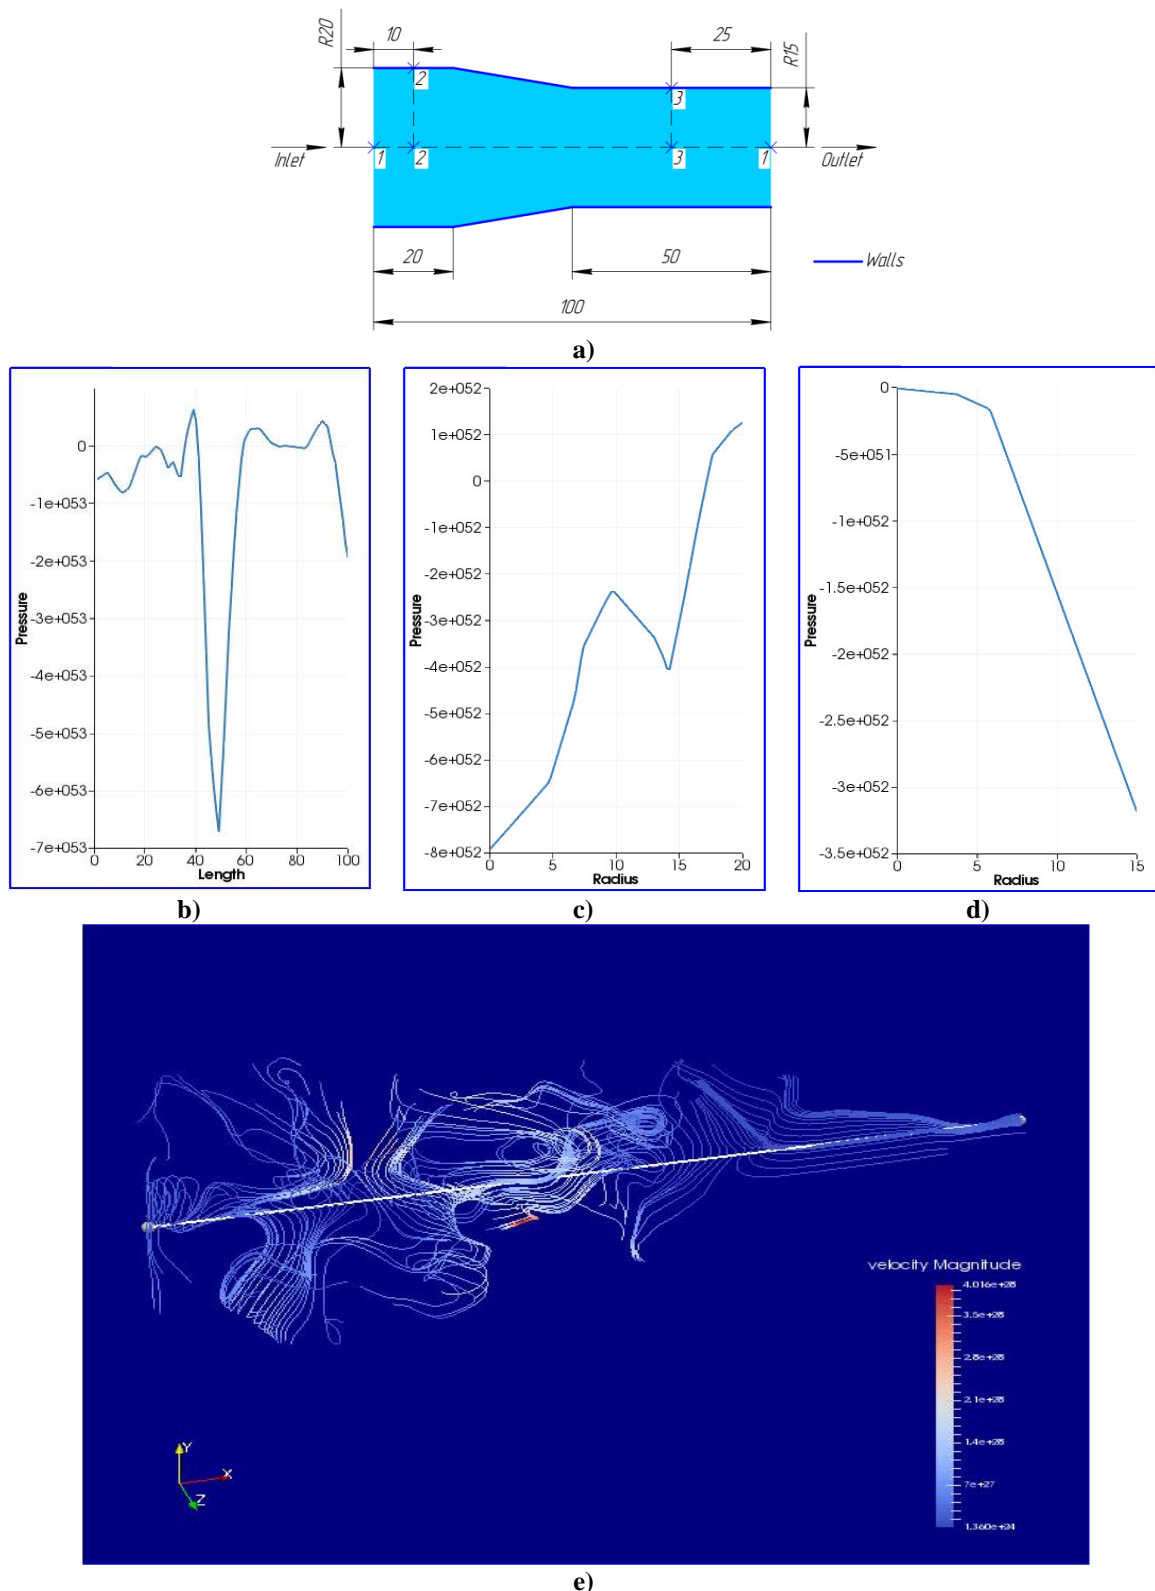 R20
10
25
R15
2
3
Inlet
1
2
3
1
Outlet
20
50
Walls
100
a)
0
-1e+053
-2e+053
-3e+053
-4e+053
-5e+053
-6e+053
-7e+053
Pressure
0 20 40 60 80 100
Length
b)
2e+052
1e+052
0
-1e+052
-2e+052
-3e+052
-4e+052
-5e+052
-6e+052
-7e+052
-8e+052
Pressure
0 5 10 15 20
Radius
c)
0
-5e+051
-1e+052
-1.5e+052
-2e+052
-2.5e+052
-3e+052
-3.5e+052
Pressure
0 5 10 15
Radius
d)
velocity Magnitude
4.016e+28
3.5e+28
2.8e+28
2.1e+28
1.4e+28
7e+27
1.360e+24
Y
X
Z
e)